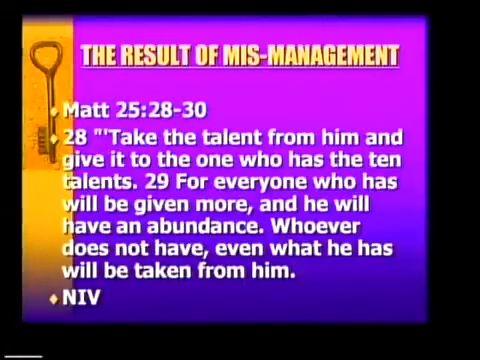 THE RESULT OF MIS-MANAGEMENT
Matt 25:28-30
28 "'Take the talent from him and
give it to the one who has the ten
talents. 29 For everyone who has
will be given more, and he will
have an abundance. Whoever
does not have, even what he has
will be taken from him.
NIV